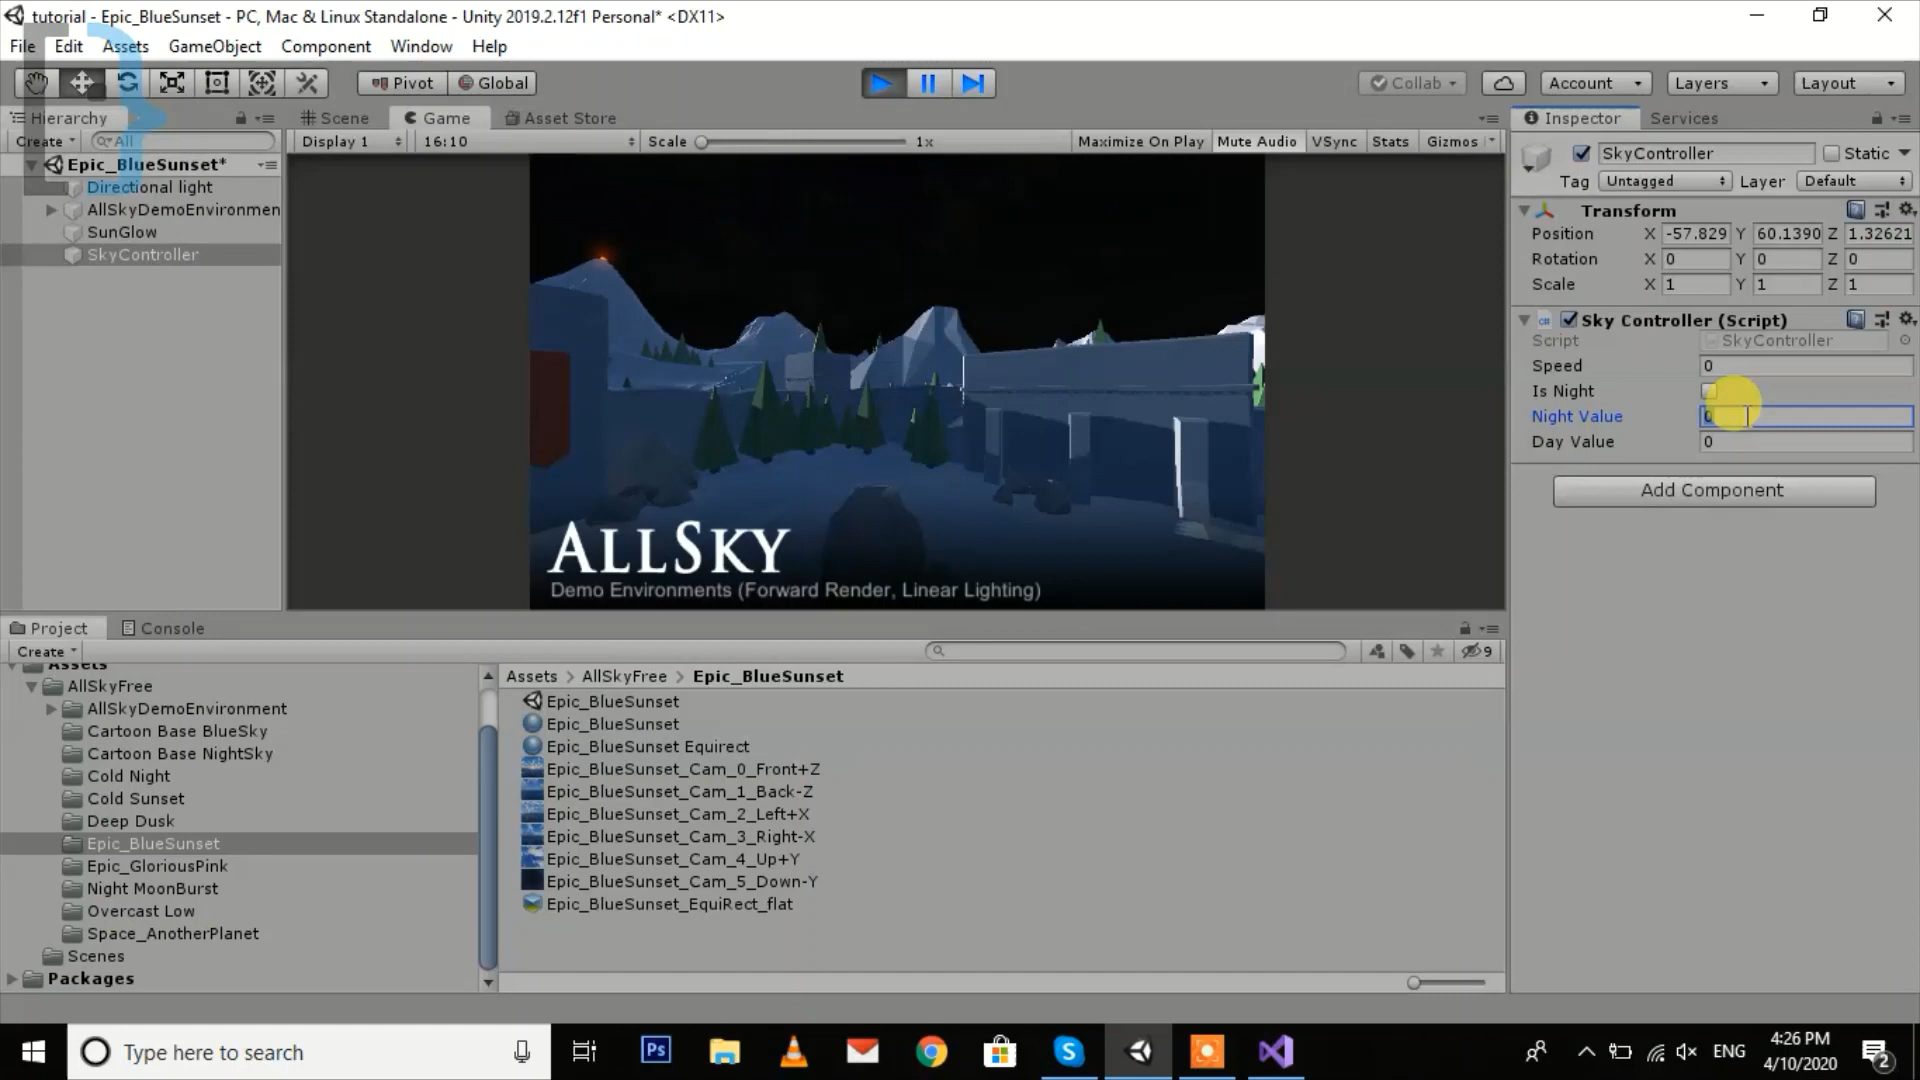 tutorial - Epic_BlueSunset - PC, Mac & Linux Standalone - Unity 2019.2.12f1 Personal* <DX11>
File Edit Assets GameObject Component Window Help
Pivot Global Collab Account Layers Layout
Hierarchy Scene Game Asset Store Inspector Services
Create All Display 1 16:10 Scale 1x Maximize On Play Mute Audio VSync Stats Gizmos
Epic_BlueSunset*
Directional light
AllSkyDemoEnvironmen
SunGlow
SkyController
SkyController Static
Tag Untagged Layer Default
Transform
Position X -57.829 Y 60.1390 Z 1.32621
Rotation X 0 Y 0 Z 0
Scale X 1 Y 1 Z 1
Sky Controller (Script)
Script SkyController
Speed 0
Is Night
Night Value 0
Day Value 0
Add Component
ALLSKY
Demo Environments (Forward Render, Linear Lighting)
Project Console
Create 9
Assets
AllSkyFree
AllSkyDemoEnvironment
Cartoon Base BlueSky
Cartoon Base NightSky
Cold Night
Cold Sunset
Deep Dusk
Epic_BlueSunset
Epic_GloriousPink
Night MoonBurst
Overcast Low
Space_AnotherPlanet
Scenes
Packages
Assets > AllSkyFree > Epic_BlueSunset
Epic_BlueSunset
Epic_BlueSunset
Epic_BlueSunset Equirect
Epic_BlueSunset_Cam_0_Front+Z
Epic_BlueSunset_Cam_1_Back-Z
Epic_BlueSunset_Cam_2_Left+X
Epic_BlueSunset_Cam_3_Right-X
Epic_BlueSunset_Cam_4_Up+Y
Epic_BlueSunset_Cam_5_Down-Y
Epic_BlueSunset_EquiRect_flat
Type here to search
Ps
S
ENG
4:26 PM
4/10/2020
2